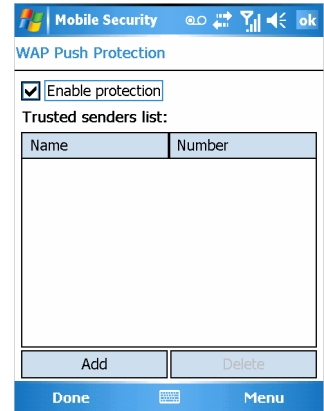 Mobile Security ok
WAP Push Protection
Enable protection
Trusted senders list:
Name Number
Add Delete
Done Menu